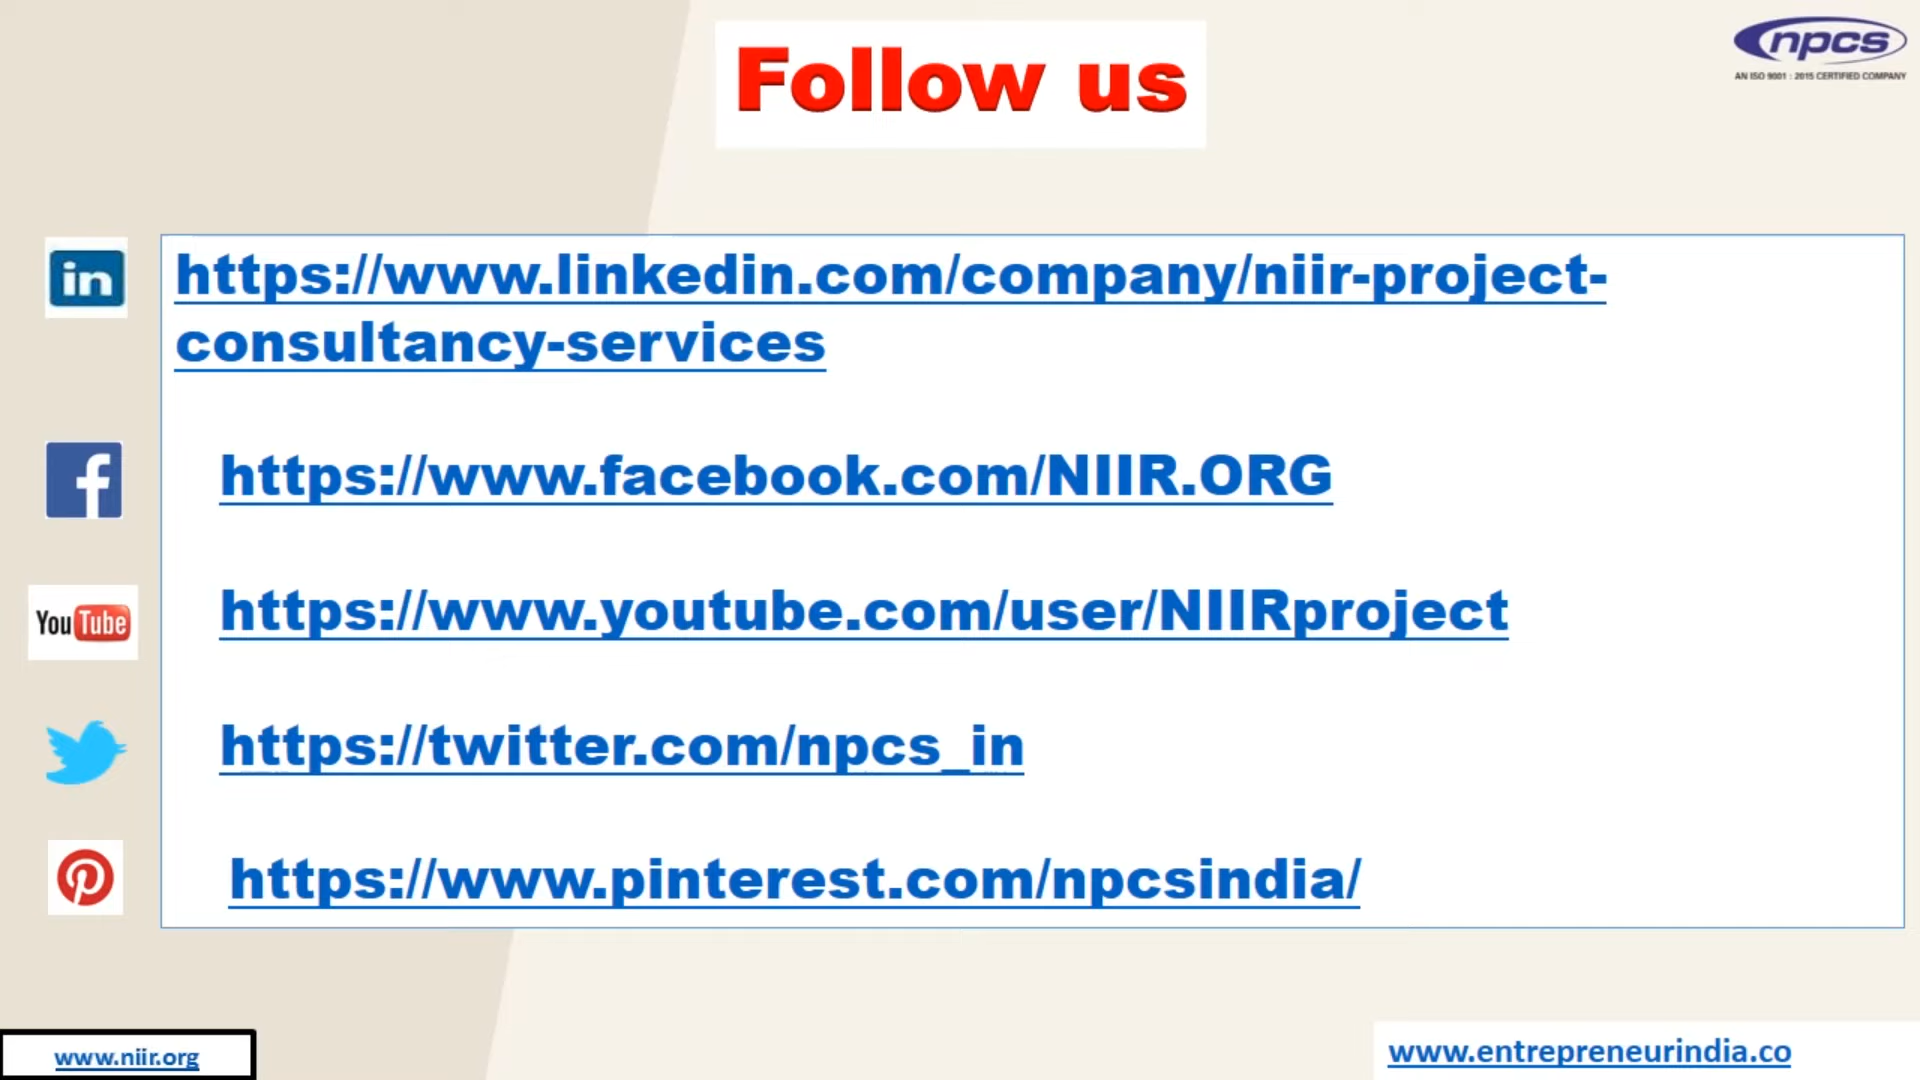 Follow us
npcs
AN ISO 9001 : 2015 CERTIFIED COMPANY
in
https://www.linkedin.com/company/niir-project-
consultancy-services
f
https://www.facebook.com/NIIR.ORG
YouTube
https://www.youtube.com/user/NIIRproject
https://twitter.com/npcs_in
https://www.pinterest.com/npcsindia/
www.niir.org
www.entrepreneurindia.co